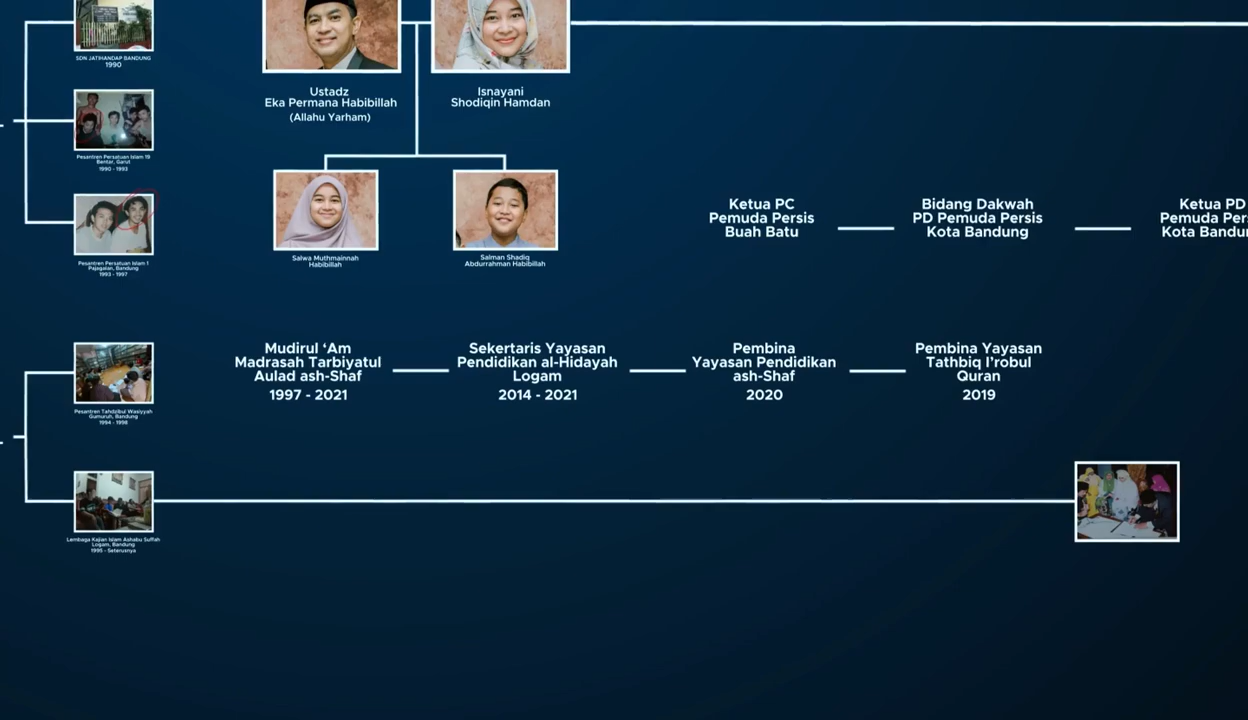 SDN JATIHANDAP BANDUNG
1990
Pesantren Persatuan Islam 19
Bentar, Garut
1990 - 1993
Pesantren Persatuan Islam 1
Pajagalan, Bandung
1993 - 1997
Ustadz
Eka Permana Habibillah
(Allahu Yarham)
Isnayani
Shodiqin Hamdan
Salwa Muthmainnah
Habibillah
Salman Shadiq
Abdurrahman Habibillah
Ketua PC
Pemuda Persis
Buah Batu
Bidang Dakwah
PD Pemuda Persis
Kota Bandung
Ketua PD
Pemuda Pers
Kota Bandun
Pesantren Tahdzibul Wasiyyah
Gumuruh, Bandung
1994 - 1998
Mudirul ‘Am
Madrasah Tarbiyatul
Aulad ash-Shaf
1997 - 2021
Sekertaris Yayasan
Pendidikan al-Hidayah
Logam
2014 - 2021
Pembina
Yayasan Pendidikan
ash-Shaf
2020
Pembina Yayasan
Tathbiq I’robul
Quran
2019
Lembaga Kajian Islam Ashabu Suffah
Logam, Bandung
1995 - Seterusnya